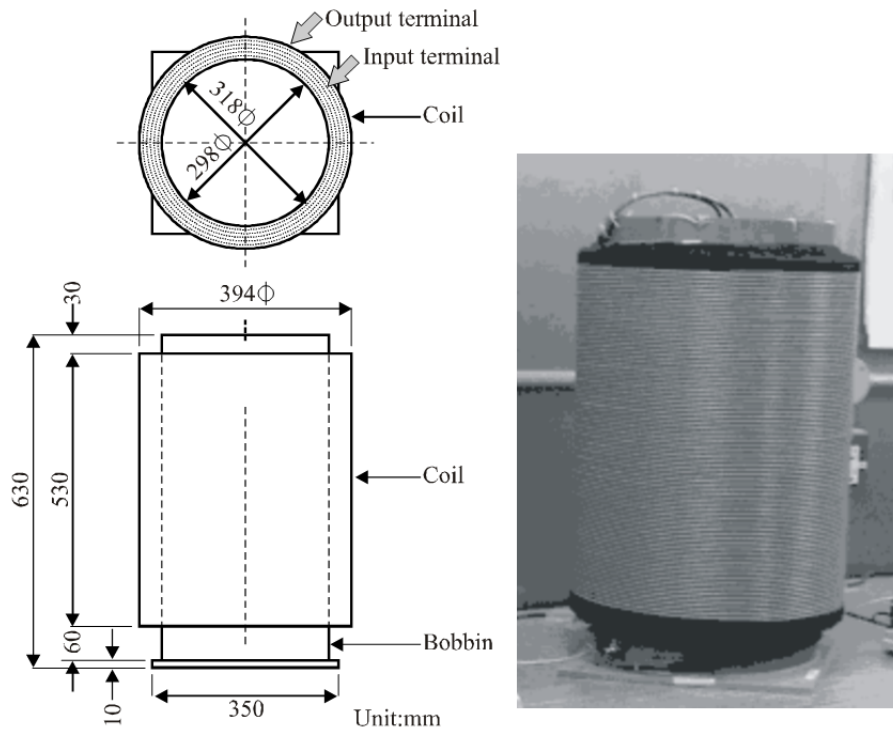 Output terminal
Input terminal
Coil
318Φ
298Φ
394Φ
30
630
530
Coil
60
Bobbin
10
350
Unit:mm